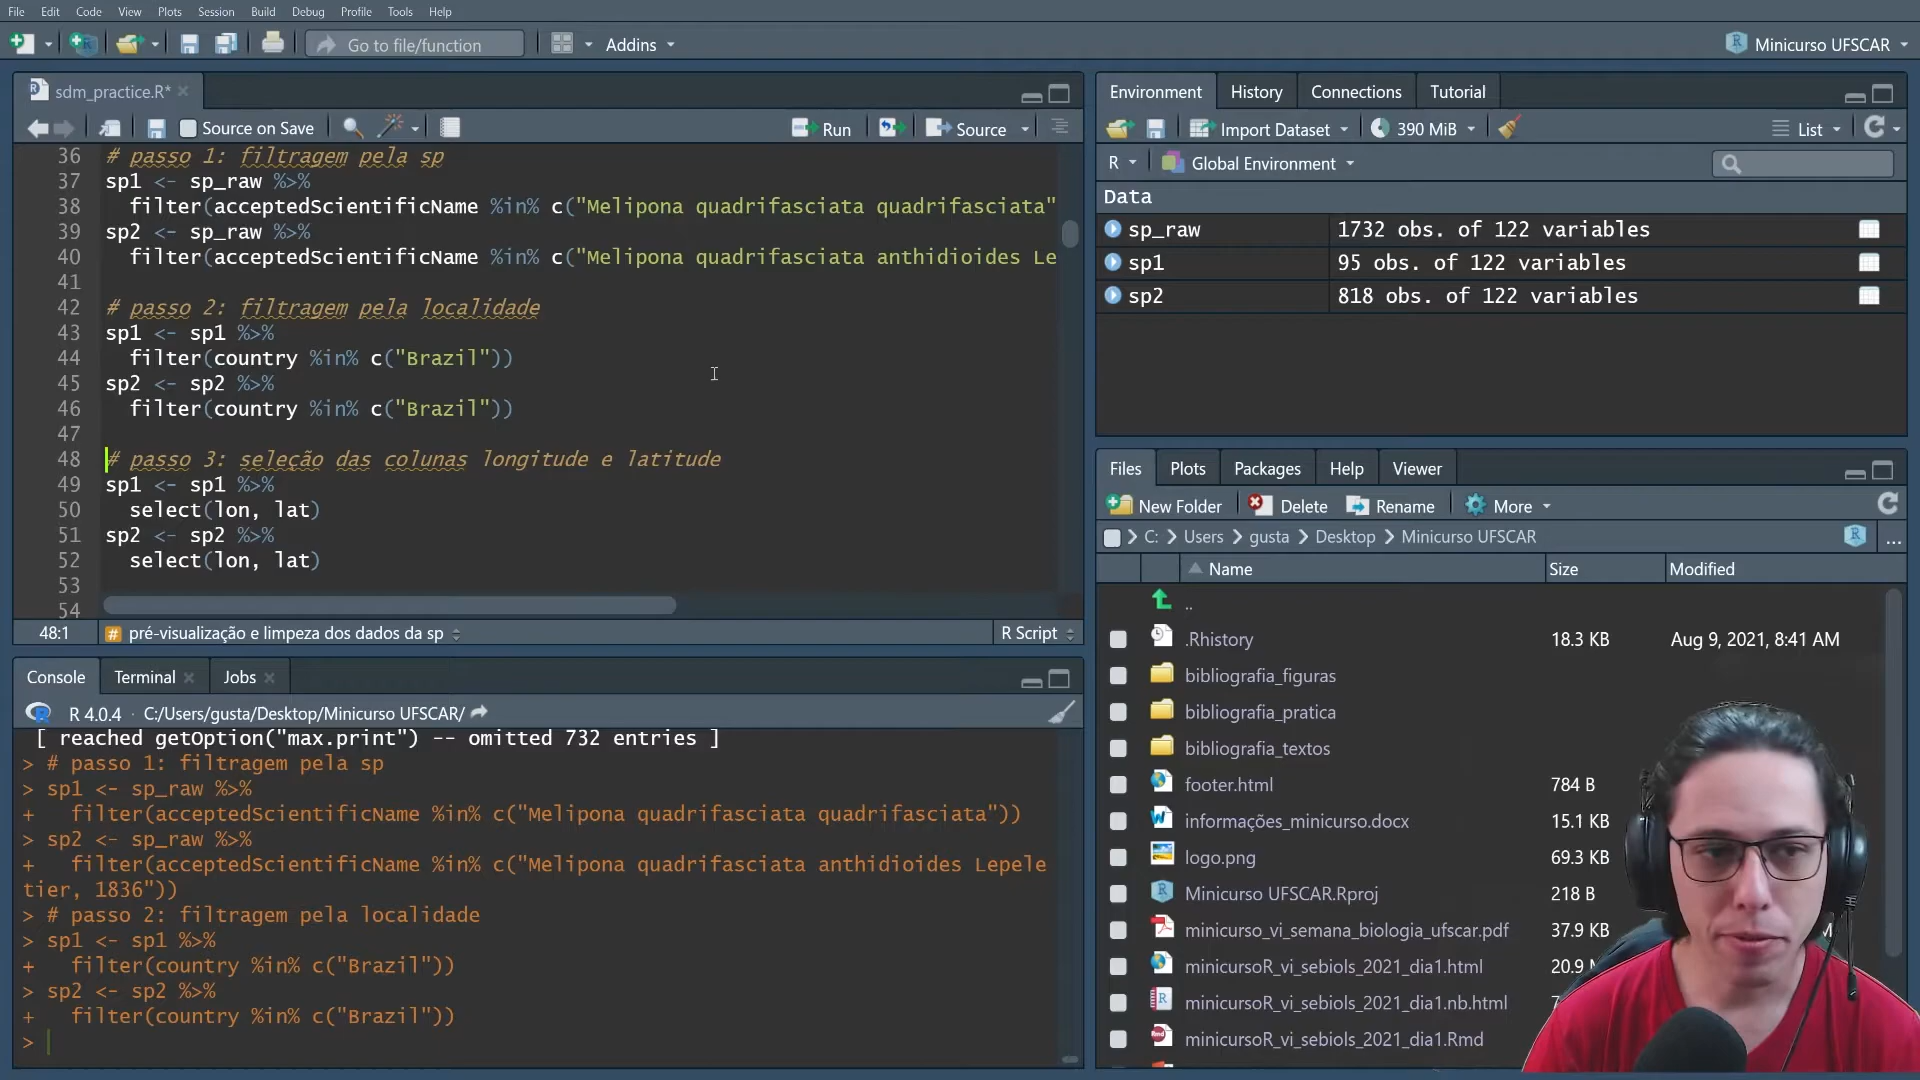 File Edit Code View Plots Session Build Debug Profile Tools Help
Go to file/function Addins Minicurso UFSCAR
sdm_practice.R*
Source on Save Run Source
36 # passo 1: filtragem pela sp
37 sp1 <- sp_raw %>%
38 filter(acceptedScientificName %in% c("Melipona quadrifasciata quadrifasciata"
39 sp2 <- sp_raw %>%
40 filter(acceptedScientificName %in% c("Melipona quadrifasciata anthidioides Le
41
42 # passo 2: filtragem pela localidade
43 sp1 <- sp1 %>%
44 filter(country %in% c("Brazil"))
45 sp2 <- sp2 %>%
46 filter(country %in% c("Brazil"))
47
48 # passo 3: seleção das colunas longitude e latitude
49 sp1 <- sp1 %>%
50 select(lon, lat)
51 sp2 <- sp2 %>%
52 select(lon, lat)
53
54
48:1 # pré-visualização e limpeza dos dados da sp R Script
Console Terminal Jobs
R 4.0.4 · C:/Users/gusta/Desktop/Minicurso UFSCAR/
[ reached getOption("max.print") -- omitted 732 entries ]
> # passo 1: filtragem pela sp
> sp1 <- sp_raw %>%
+ filter(acceptedScientificName %in% c("Melipona quadrifasciata quadrifasciata"))
> sp2 <- sp_raw %>%
+ filter(acceptedScientificName %in% c("Melipona quadrifasciata anthidioides Lepele
tier, 1836"))
> # passo 2: filtragem pela localidade
> sp1 <- sp1 %>%
+ filter(country %in% c("Brazil"))
> sp2 <- sp2 %>%
+ filter(country %in% c("Brazil"))
>
Environment History Connections Tutorial
Import Dataset 390 MiB List
R Global Environment
Data
sp_raw 1732 obs. of 122 variables
sp1 95 obs. of 122 variables
sp2 818 obs. of 122 variables
Files Plots Packages Help Viewer
New Folder Delete Rename More
C: Users gusta Desktop Minicurso UFSCAR ...
Name Size Modified
..
.Rhistory 18.3 KB Aug 9, 2021, 8:41 AM
bibliografia_figuras
bibliografia_pratica
bibliografia_textos
footer.html 784 B
informações_minicurso.docx 15.1 KB
logo.png 69.3 KB
Minicurso UFSCAR.Rproj 218 B
minicurso_vi_semana_biologia_ufscar.pdf 37.9 KB
minicursoR_vi_sebiols_2021_dia1.html 20.9
minicursoR_vi_sebiols_2021_dia1.nb.html
minicursoR_vi_sebiols_2021_dia1.Rmd